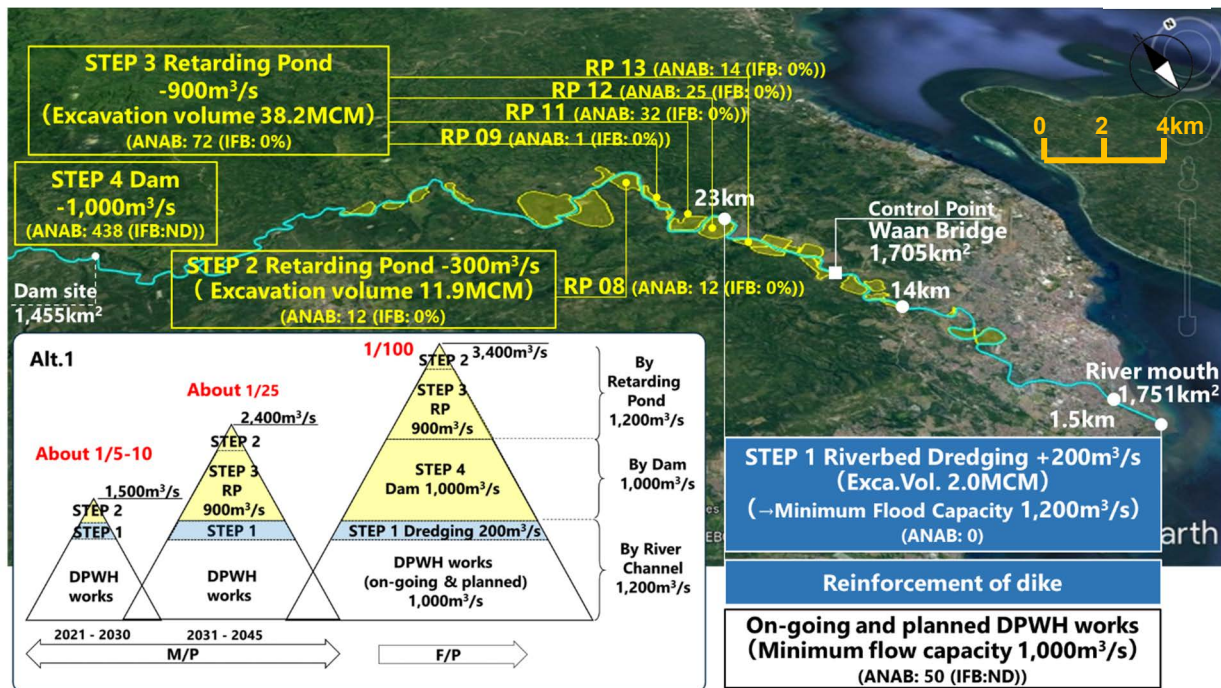 STEP 3 Retarding Pond
-900m³/s
(Excavation volume 38.2MCM)
(ANAB: 72 (IFB: 0%)
RP 13 (ANAB: 14 (IFB: 0%))
RP 12 (ANAB: 25 (IFB: 0%))
RP 11 (ANAB: 32 (IFB: 0%))
RP 09 (ANAB: 1 (IFB: 0%))
N
0 2 4km
STEP 4 Dam
-1,000m³/s
(ANAB: 438 (IFB:ND))
23km
Control Point
Waan Bridge
1,705km²
STEP 2 Retarding Pond -300m³/s
( Excavation volume 11.9MCM)
(ANAB: 12 (IFB: 0%)
RP 08 (ANAB: 12 (IFB: 0%))
Dam site
1,455km²
14km
River mouth
1,751km²
1.5km
Alt.1
About 1/5-10
1,500m³/s
STEP 2
STEP 1
DPWH
works
About 1/25
2,400m³/s
STEP 2
STEP 3
RP
900m³/s
STEP 1
DPWH
works
1/100
3,400m³/s
STEP 2
STEP 3
RP
900m³/s
STEP 4
Dam 1,000m³/s
STEP 1 Dredging 200m³/s
DPWH works
(on-going & planned)
1,000m³/s
By
Retarding
Pond
1,200m³/s
By Dam
1,000m³/s
By River
Channel
1,200m³/s
2021 - 2030
2031 - 2045
M/P
F/P
STEP 1 Riverbed Dredging +200m³/s
(Exca.Vol. 2.0MCM)
(→Minimum Flood Capacity 1,200m³/s)
(ANAB: 0)
arth
Reinforcement of dike
On-going and planned DPWH works
(Minimum flow capacity 1,000m³/s)
(ANAB: 50 (IFB:ND))